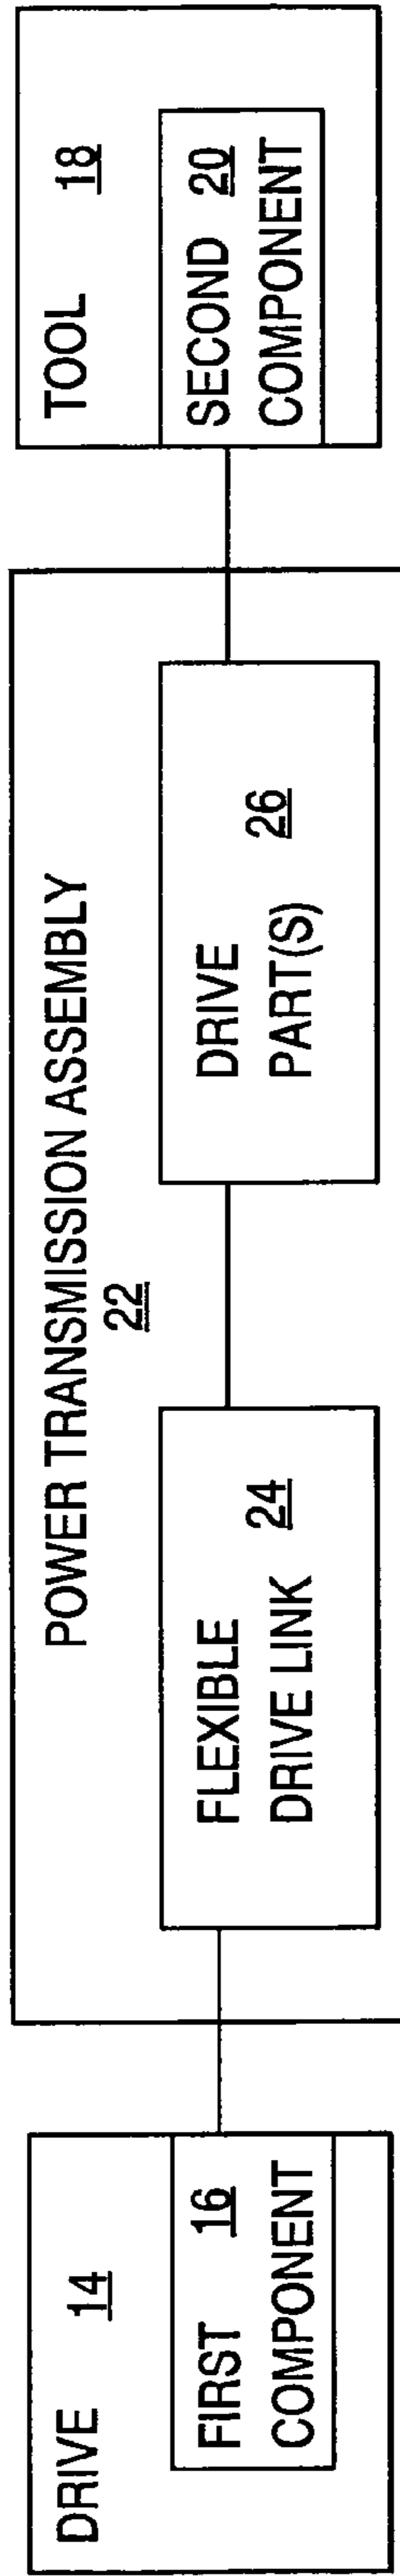 DRIVE
14
FIRST 16
COMPONENT
POWER TRANSMISSION ASSEMBLY
22
FLEXIBLE
24
DRIVE LINK
DRIVE
26
PART(S)
TOOL
18
SECOND 20
COMPONENT